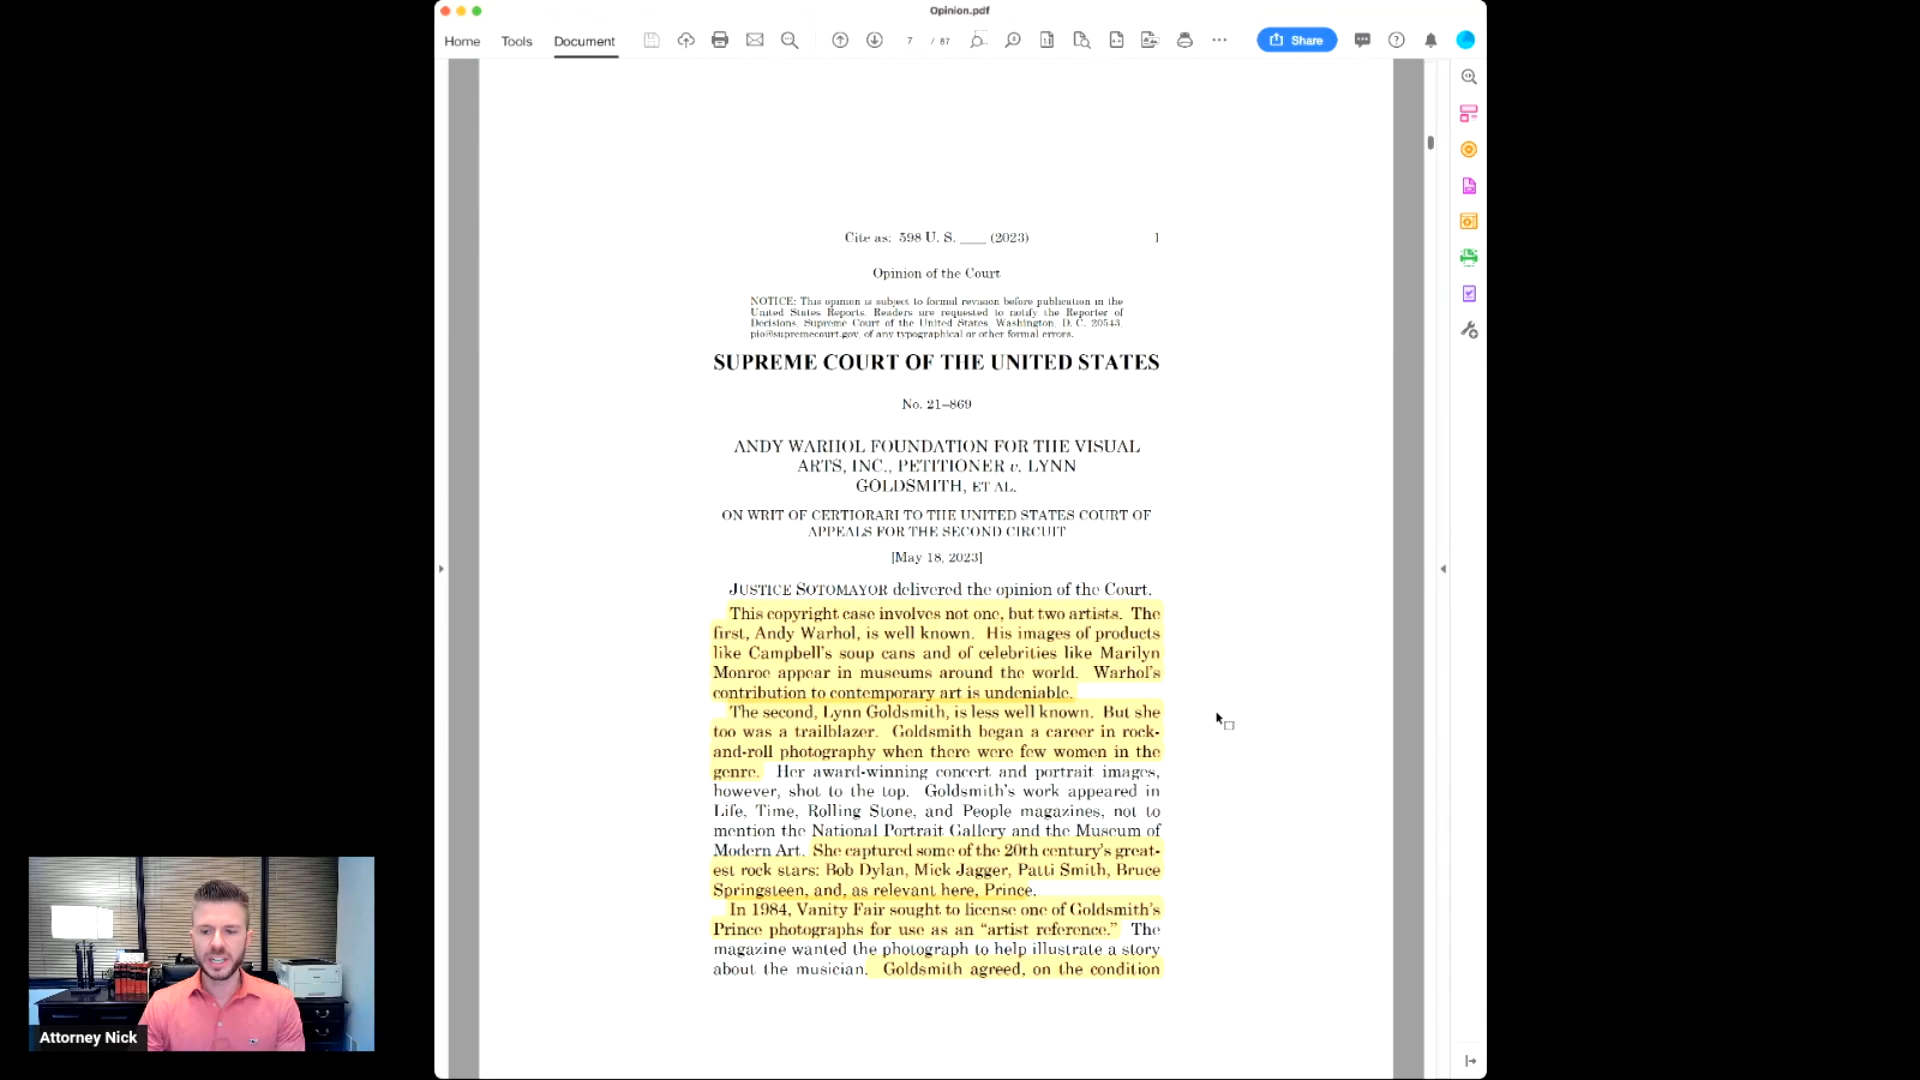 Opinion.pdf
Home Tools Document 7 / 87 Share
Cite as: 598 U. S. ____ (2023) 1
Opinion of the Court
NOTICE: This opinion is subject to formal revision before publication in the
United States Reports. Readers are requested to notify the Reporter of
Decisions, Supreme Court of the United States, Washington, D. C. 20543,
pio@supremecourt.gov, of any typographical or other formal errors.
SUPREME COURT OF THE UNITED STATES
No. 21–869
ANDY WARHOL FOUNDATION FOR THE VISUAL
ARTS, INC., PETITIONER v. LYNN
GOLDSMITH, ET AL.
ON WRIT OF CERTIORARI TO THE UNITED STATES COURT OF
APPEALS FOR THE SECOND CIRCUIT
[May 18, 2023]
JUSTICE SOTOMAYOR delivered the opinion of the Court.
This copyright case involves not one, but two artists. The
first, Andy Warhol, is well known. His images of products
like Campbell's soup cans and of celebrities like Marilyn
Monroe appear in museums around the world. Warhol's
contribution to contemporary art is undeniable.
The second, Lynn Goldsmith, is less well known. But she
too was a trailblazer. Goldsmith began a career in rock-
and-roll photography when there were few women in the
genre. Her award-winning concert and portrait images,
however, shot to the top. Goldsmith's work appeared in
Life, Time, Rolling Stone, and People magazines, not to
mention the National Portrait Gallery and the Museum of
Modern Art. She captured some of the 20th century's great-
est rock stars: Bob Dylan, Mick Jagger, Patti Smith, Bruce
Springsteen, and, as relevant here, Prince.
In 1984, Vanity Fair sought to license one of Goldsmith's
Prince photographs for use as an “artist reference.” The
magazine wanted the photograph to help illustrate a story
about the musician. Goldsmith agreed, on the condition
Attorney Nick